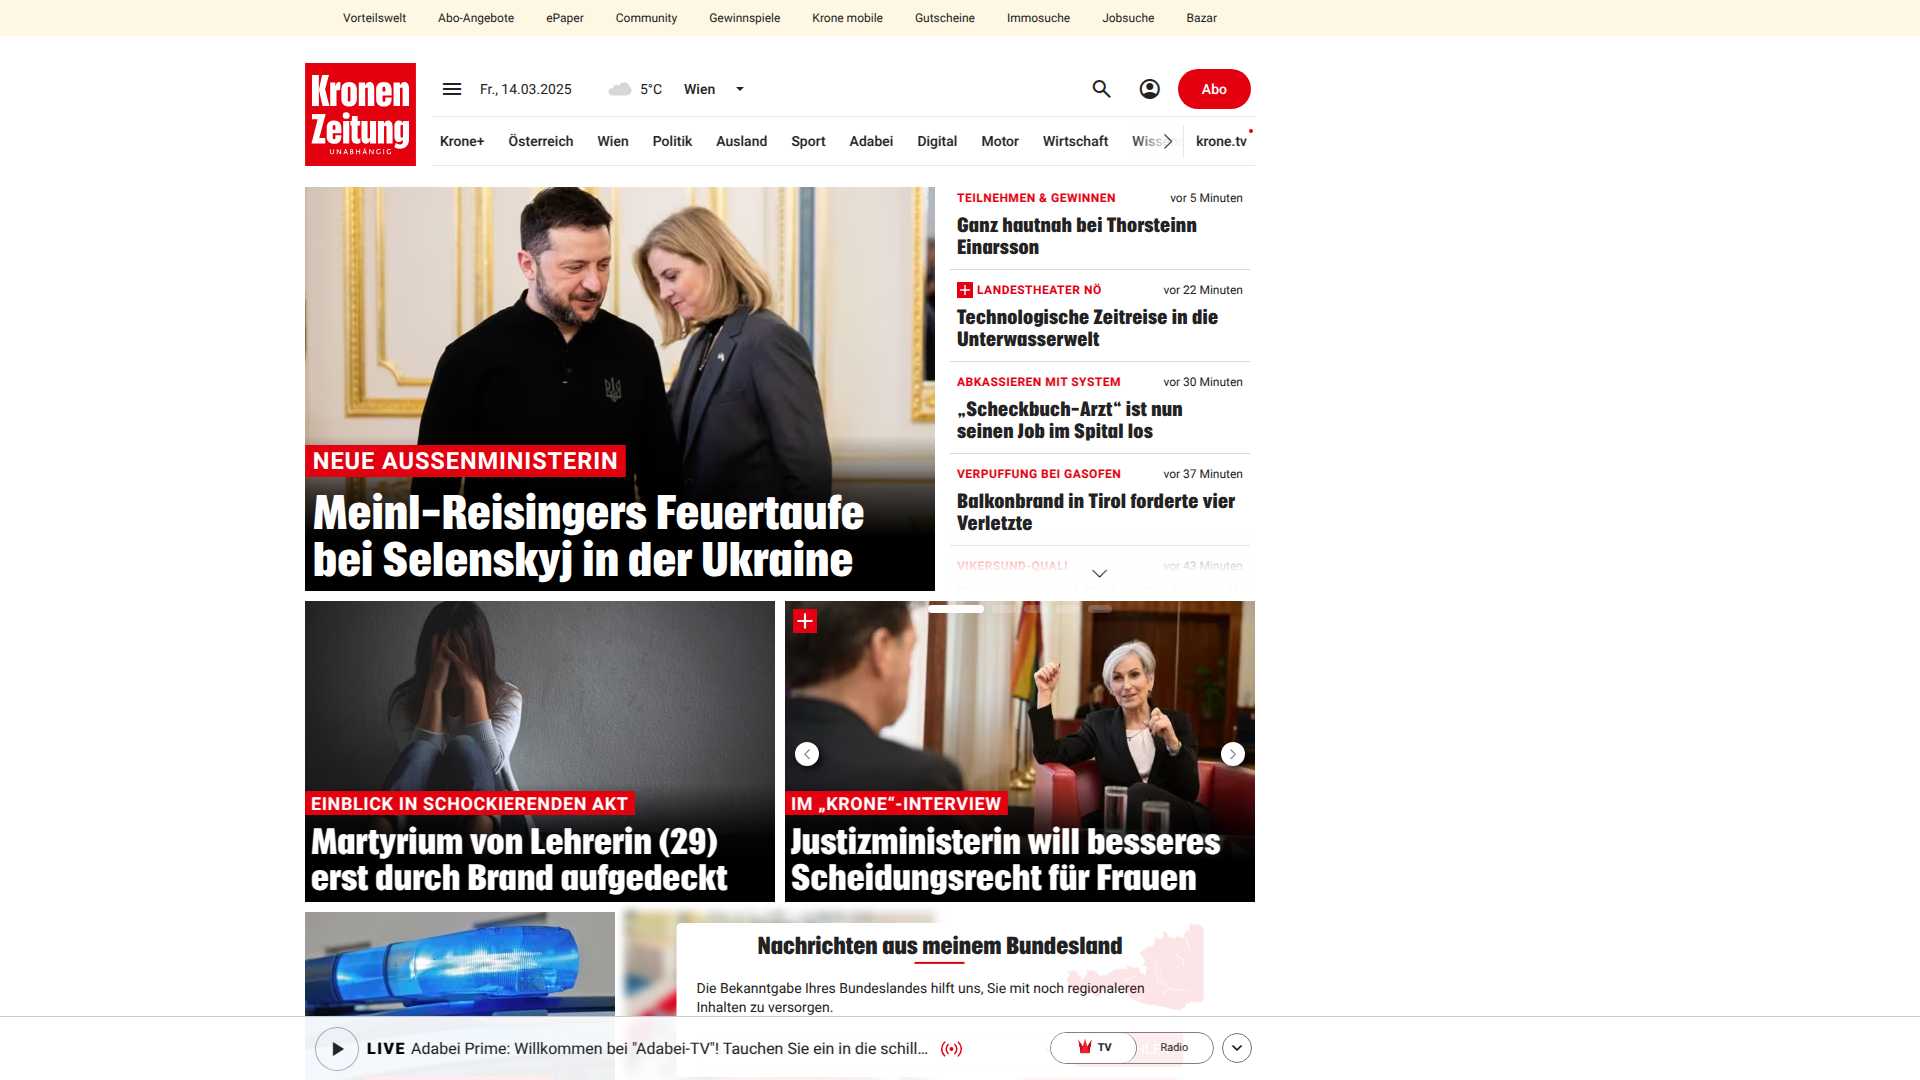 Vorteilswelt Abo-Angebote ePaper Community Gewinnspiele Krone mobile Gutscheine Immosuche Jobsuche Bazar
Kronen
Zeitung
UNABHÄNGIG
Fr., 14.03.2025 5°C Wien
Abo
Krone+ Österreich Wien Politik Ausland Sport Adabei Digital Motor Wirtschaft krone.tv
NEUE AUSSENMINISTERIN
Meinl-Reisingers Feuertaufe
bei Selenskyj in der Ukraine
TEILNEHMEN & GEWINNEN vor 5 Minuten
Ganz hautnah bei Thorsteinn
Einarsson
LANDESTHEATER NÖ vor 22 Minuten
Technologische Zeitreise in die
Unterwasserwelt
ABKASSIEREN MIT SYSTEM vor 30 Minuten
„Scheckbuch-Arzt“ ist nun
seinen Job im Spital los
VERPUFFUNG BEI GASOFEN vor 37 Minuten
Balkonbrand in Tirol forderte vier
Verletzte
VIKERSUND-QUALI vor 43 Minuten
EINBLICK IN SCHOCKIERENDEN AKT
Martyrium von Lehrerin (29)
erst durch Brand aufgedeckt
IM „KRONE“-INTERVIEW
Justizministerin will besseres
Scheidungsrecht für Frauen
Nachrichten aus meinem Bundesland
Die Bekanntgabe Ihres Bundeslandes hilft uns, Sie mit noch regionaleren
Inhalten zu versorgen.
LIVE Adabei Prime: Willkommen bei "Adabei-TV"! Tauchen Sie ein in die schill...
TV Radio